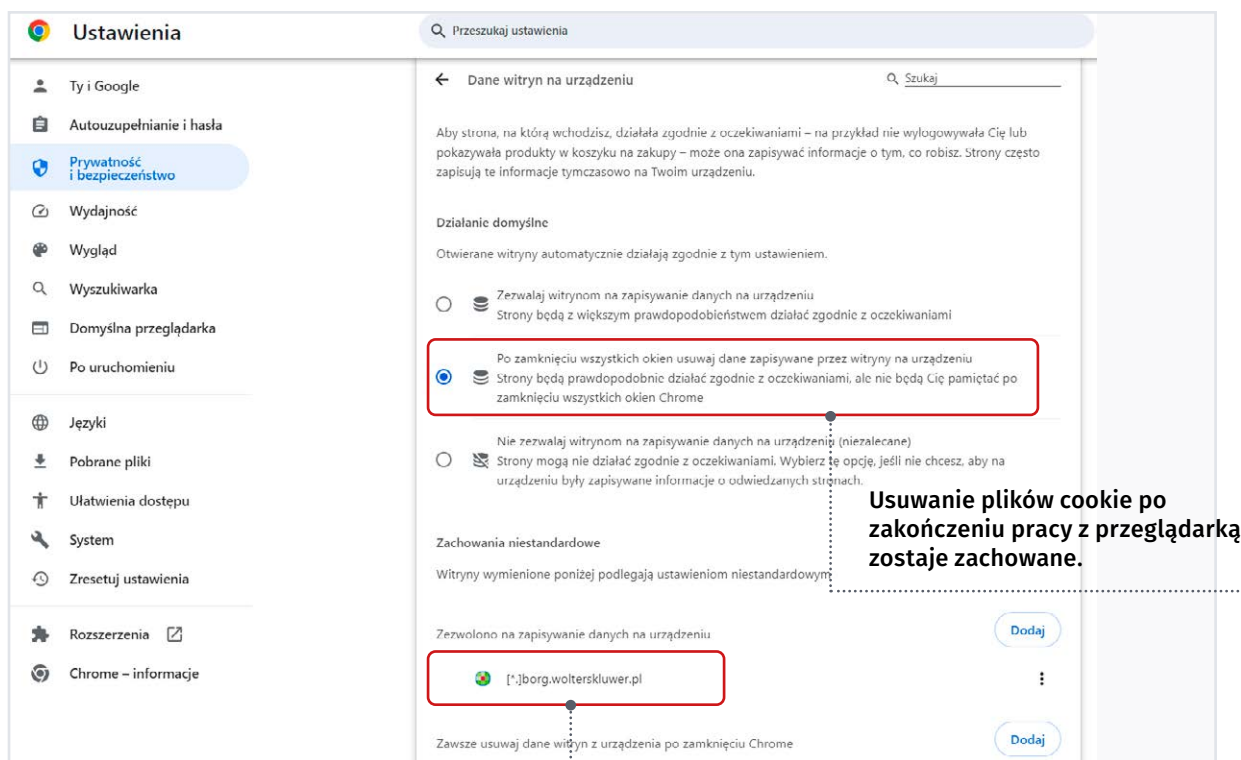 Ustawienia
Przeszukaj ustawienia
Ty i Google
Autouzupełnianie i hasła
Prywatność
i bezpieczeństwo
Wydajność
Wygląd
Wyszukiwarka
Domyślna przeglądarka
Po uruchomieniu
Języki
Pobrane pliki
Ułatwienia dostępu
System
Zresetuj ustawienia
Rozszerzenia
Chrome – informacje
Dane witryn na urządzeniu
Szukaj
Aby strona, na którą wchodzisz, działała zgodnie z oczekiwaniami – na przykład nie wylogowywała Cię lub
pokazywała produkty w koszyku na zakupy – może ona zapisywać informacje o tym, co robisz. Strony często
zapisują te informacje tymczasowo na Twoim urządzeniu.
Działanie domyślne
Otwierane witryny automatycznie działają zgodnie z tym ustawieniem.
Zezwalaj witrynom na zapisywanie danych na urządzeniu
Strony będą z większym prawdopodobieństwem działać zgodnie z oczekiwaniami
Po zamknięciu wszystkich okien usuwaj dane zapisywane przez witryny na urządzeniu
Strony będą prawdopodobnie działać zgodnie z oczekiwaniami, ale nie będą Cię pamiętać po
zamknięciu wszystkich okien Chrome
Nie zezwalaj witrynom na zapisywanie danych na urządzeniu (niezalecane)
Strony mogą nie działać zgodnie z oczekiwaniami. Wybierz tę opcję, jeśli nie chcesz, aby na
urządzeniu były zapisywane informacje o odwiedzanych stronach.
Usuwanie plików cookie po
zakończeniu pracy z przeglądarką
zostaje zachowane.
Zachowania niestandardowe
Witryny wymienione poniżej podlegają ustawieniom niestandardowym
Zezwolono na zapisywanie danych na urządzeniu
Dodaj
[*.]borg.wolterskluwer.pl
Zawsze usuwaj dane witryn z urządzenia po zamknięciu Chrome
Dodaj